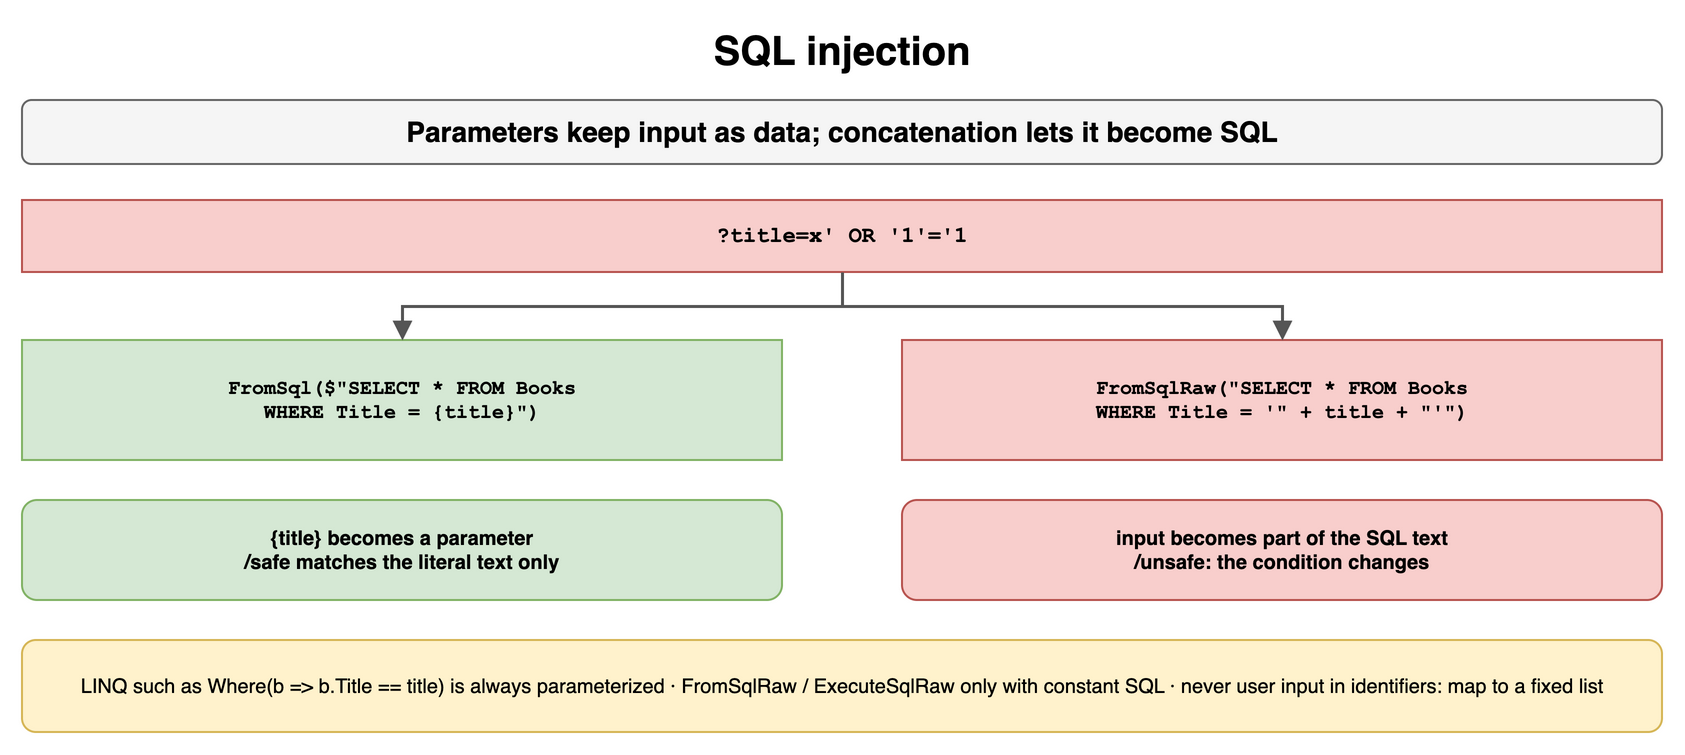 SQL injection
Parameters keep input as data; concatenation lets it become SQL
?title=x' OR '1'='1
FromSql($"SELECT * FROM Books
WHERE Title = {title}")
FromSqlRaw("SELECT * FROM Books
WHERE Title = '" + title + "'")
{title} becomes a parameter
/safe matches the literal text only
input becomes part of the SQL text
/unsafe: the condition changes
LINQ such as Where(b => b.Title == title) is always parameterized · FromSqlRaw / ExecuteSqlRaw only with constant SQL · never user input in identifiers: map to a fixed list